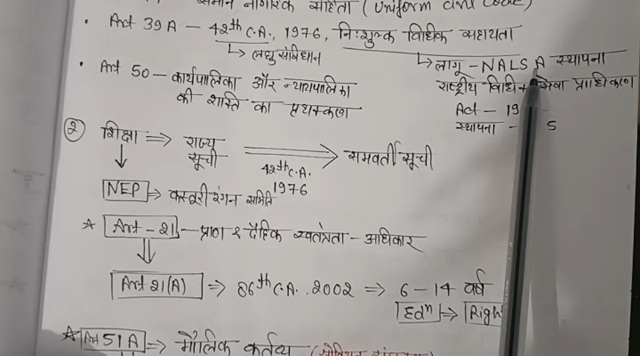 समान नागरिक संहिता (Uniform Civil Code)
• Art 39A – 42th C.A., 1976, निःशुल्क विधिक सहायता
↳ लघु संविधान
↳ लागू – NALSA स्थापना
राष्ट्रीय विधिक सेवा प्राधिकरण
Act – 19
स्थापना – 5
• Art 50 – कार्यपालिका और न्यायपालिका
की शक्ति का पृथक्करण
② शिक्षा ⇒ राज्य सूची ⟹ समवर्ती सूची
42th C.A. 1976
NEP ⇒ कस्तूरी रंगन समिति
★ Art – 21 – प्राण व दैहिक स्वतंत्रता – अधिकार
Art 21(A) ⇒ 86th C.A. 2002 ⇒ 6 – 14 वर्ष
Edn ⇒ Righ
★ Art 51A ⇒ मौलिक कर्तव्य